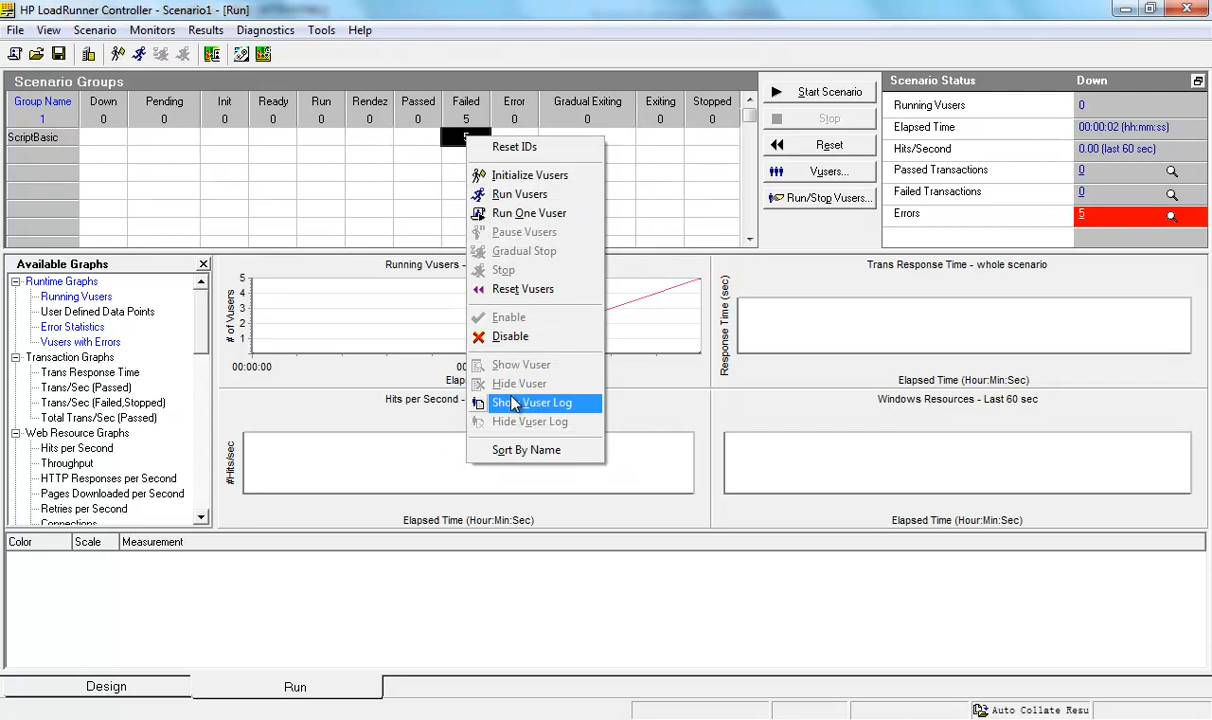 HP LoadRunner Controller - Scenario1 - [Run]
File View Scenario Monitors Results Diagnostics Tools Help
Scenario Groups
Group Name Down Pending Init Ready Run Rendez Passed Failed Error Gradual Exiting Exiting Stopped
1 0 0 0 0 0 0 0 5 0 0 0 0
ScriptBasic
Start Scenario
Stop
Reset
Vusers...
Run/Stop Vusers...
Scenario Status Down
Running Vusers 0
Elapsed Time 00:00:02 (hh:mm:ss)
Hits/Second 0.00 (last 60 sec)
Passed Transactions 0
Failed Transactions 0
Errors 5
Reset IDs
Initialize Vusers
Run Vusers
Run One Vuser
Pause Vusers
Gradual Stop
Stop
Reset Vusers
Enable
Disable
Show Vuser
Hide Vuser
Show Vuser Log
Hide Vuser Log
Sort By Name
Available Graphs
Runtime Graphs
Running Vusers
User Defined Data Points
Error Statistics
Vusers with Errors
Transaction Graphs
Trans Response Time
Trans/Sec (Passed)
Trans/Sec (Failed,Stopped)
Total Trans/Sec (Passed)
Web Resource Graphs
Hits per Second
Throughput
HTTP Responses per Second
Pages Downloaded per Second
Retries per Second
Connections
Running Vusers -
# of Vusers
5
4
3
2
1
00:00:00
Trans Response Time - whole scenario
Response Time (sec)
Elapsed Time (Hour:Min:Sec)
Hits per Second -
#Hits/sec
Elapsed Time (Hour:Min:Sec)
Windows Resources - Last 60 sec
Elapsed Time (Hour:Min:Sec)
Color Scale Measurement
Design Run
Auto Collate Resu